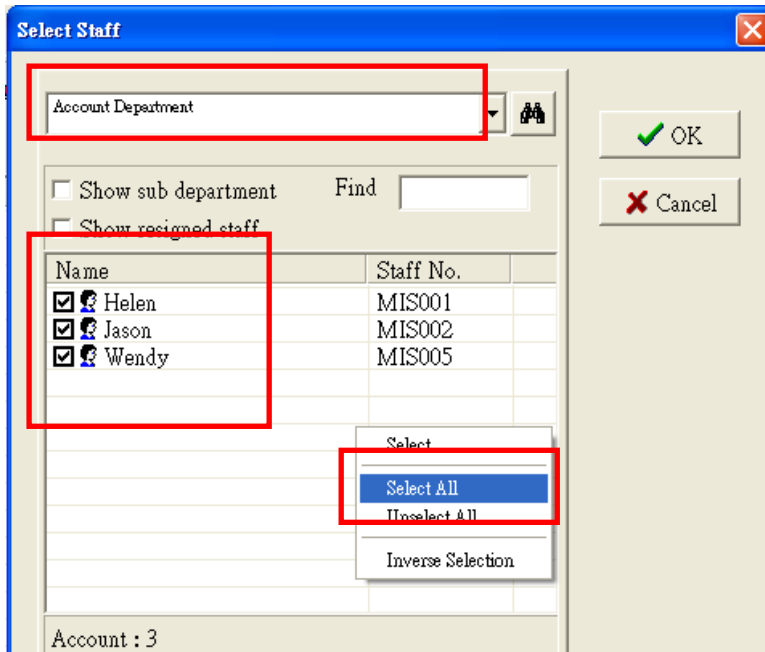 Select Staff
Account Department
OK
Show sub department Find
Cancel
Show resigned staff
Name Staff No.
Helen MIS001
Jason MIS002
Wendy MIS005
Select
Select All
Unselect All
Inverse Selection
Account : 3